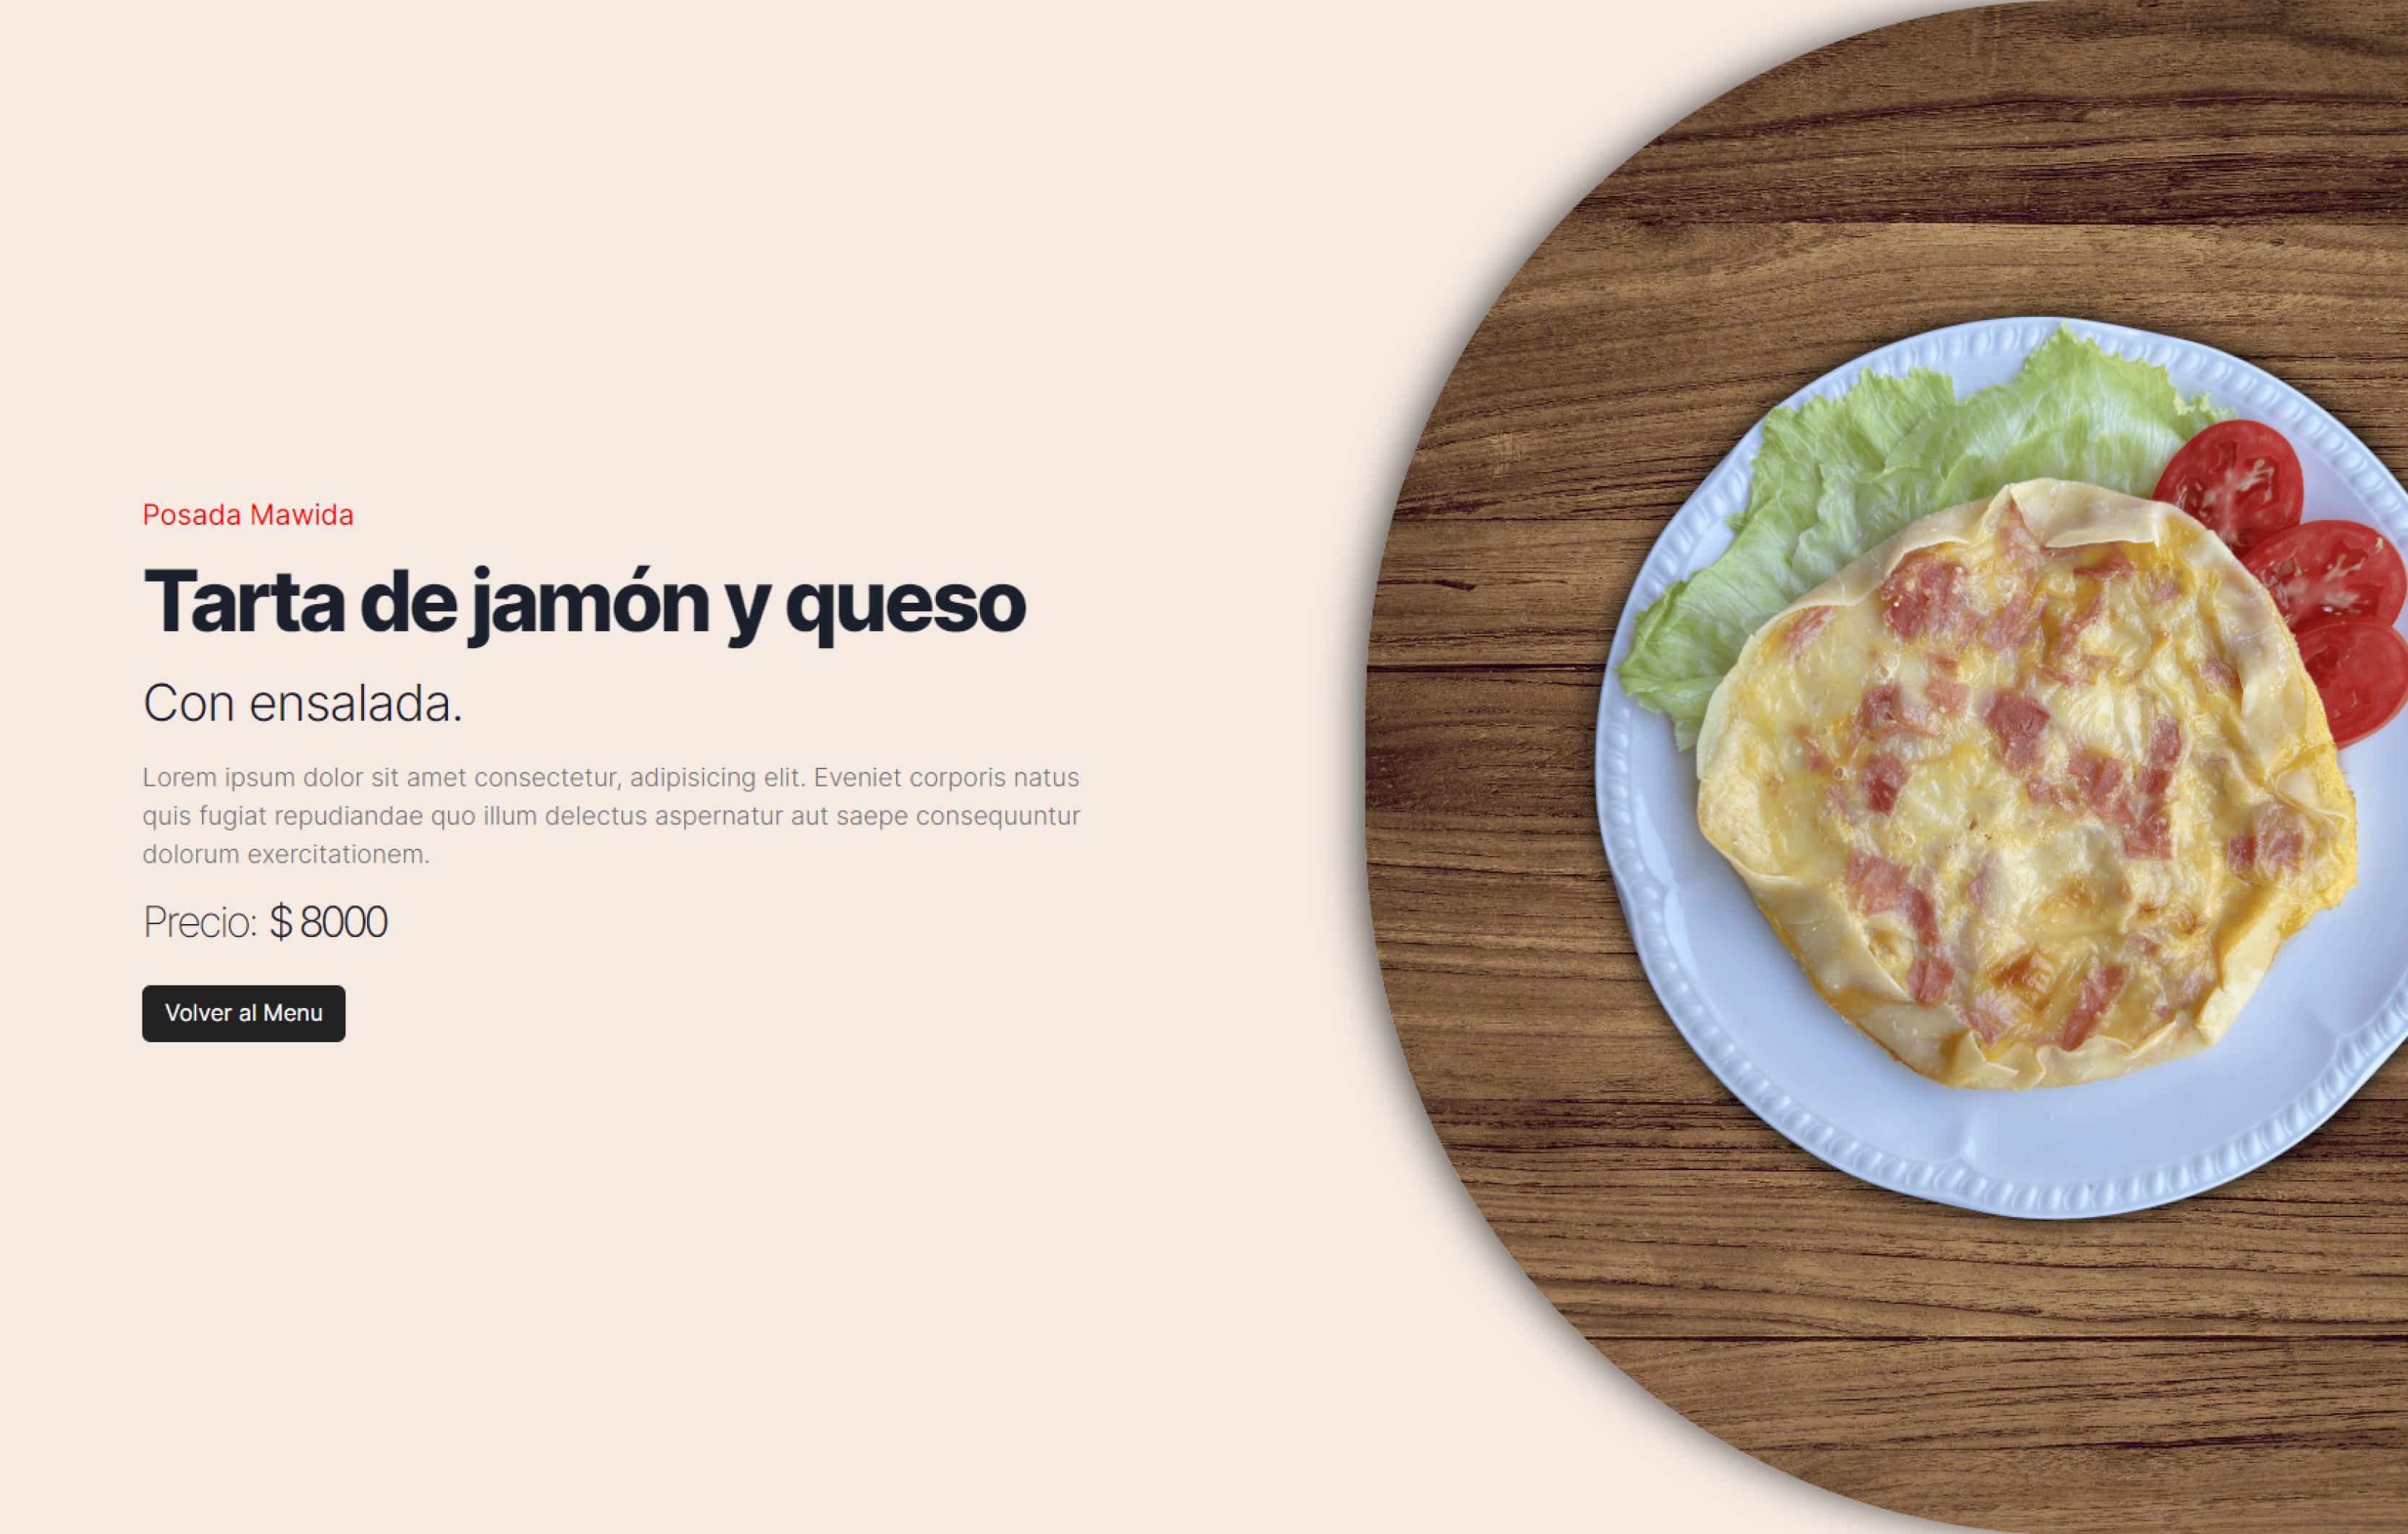 Posada Mawida
Tarta de jamón y queso
Con ensalada.
Lorem ipsum dolor sit amet consectetur, adipisicing elit. Eveniet corporis natus
quis fugiat repudiandae quo illum delectus aspernatur aut saepe consequuntur
dolorum exercitationem.
Precio: $ 8000
Volver al Menu